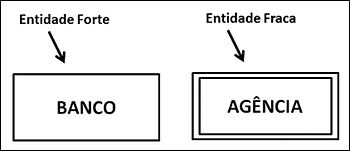 Entidade Forte
Entidade Fraca
BANCO
AGÊNCIA